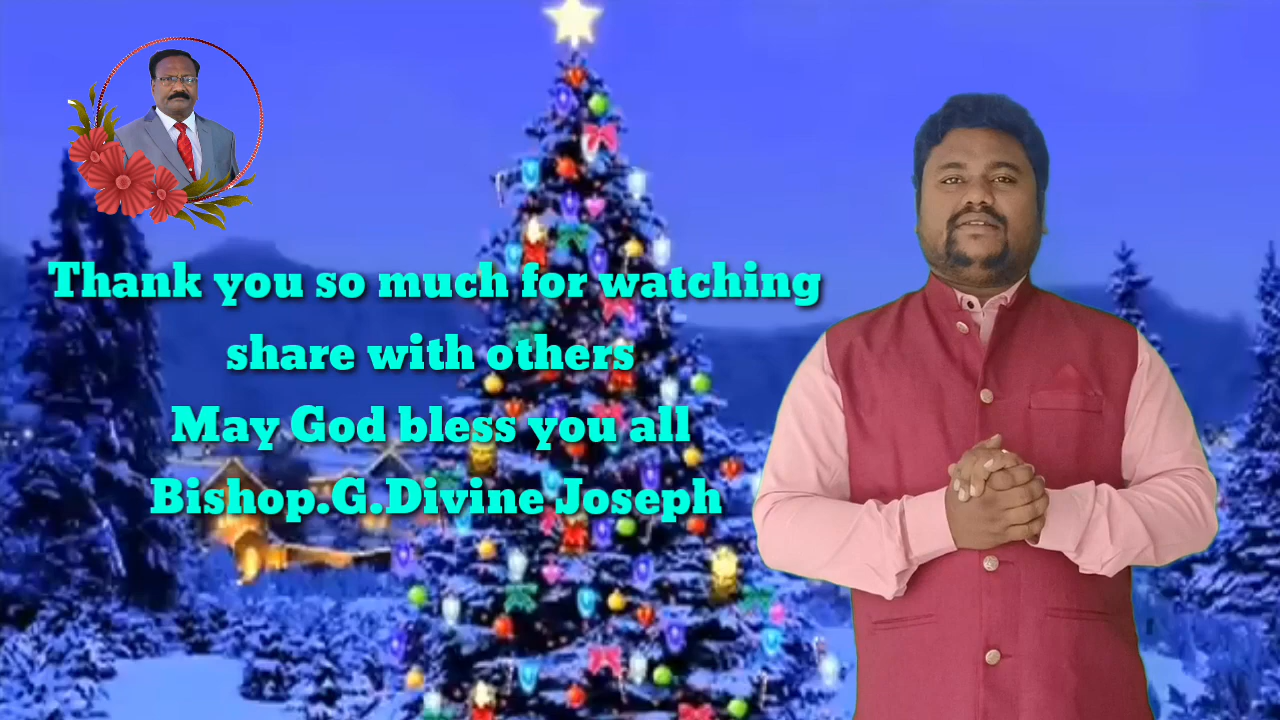 Thank you so much for watching
share with others
May God bless you all
Bishop.G.Divine Joseph